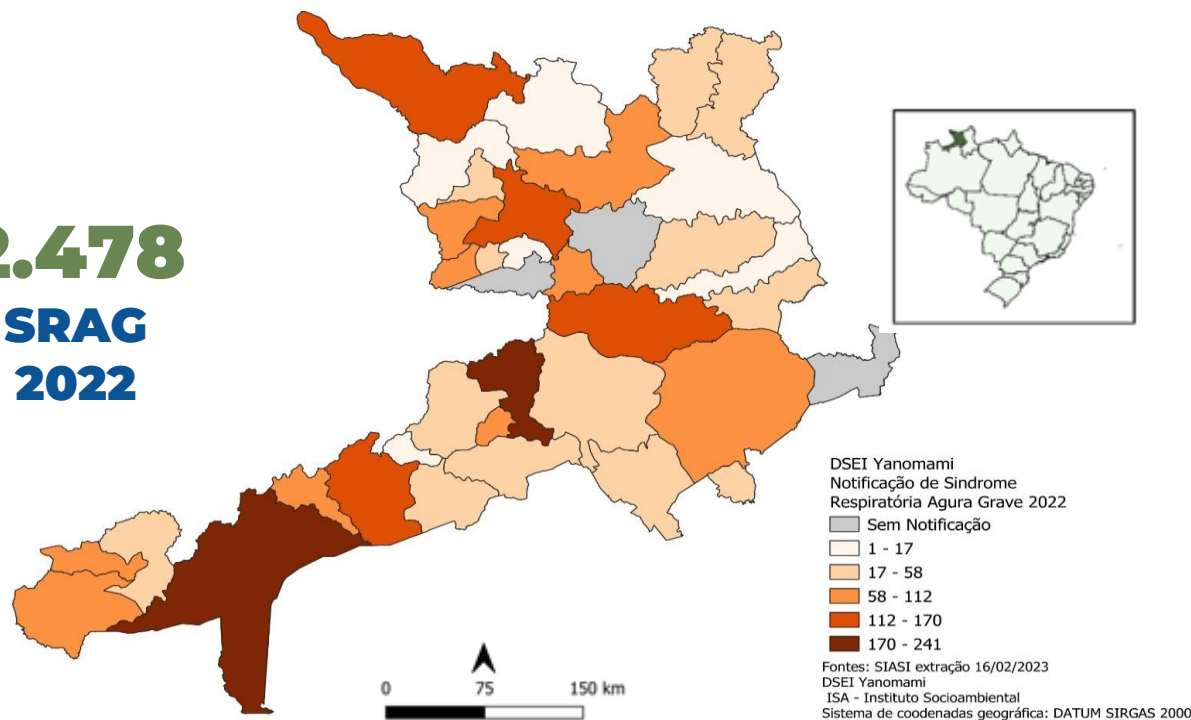 2.478
SRAG
2022
DSEI Yanomami
Notificação de Sindrome
Respiratória Agura Grave 2022
Sem Notificação
1 - 17
17 - 58
58 - 112
112 - 170
170 - 241
Fontes: SIASI extração 16/02/2023
DSEI Yanomami
ISA - Instituto Socioambiental
Sistema de coodenadas geográfica: DATUM SIRGAS 2000
0 75 150 km